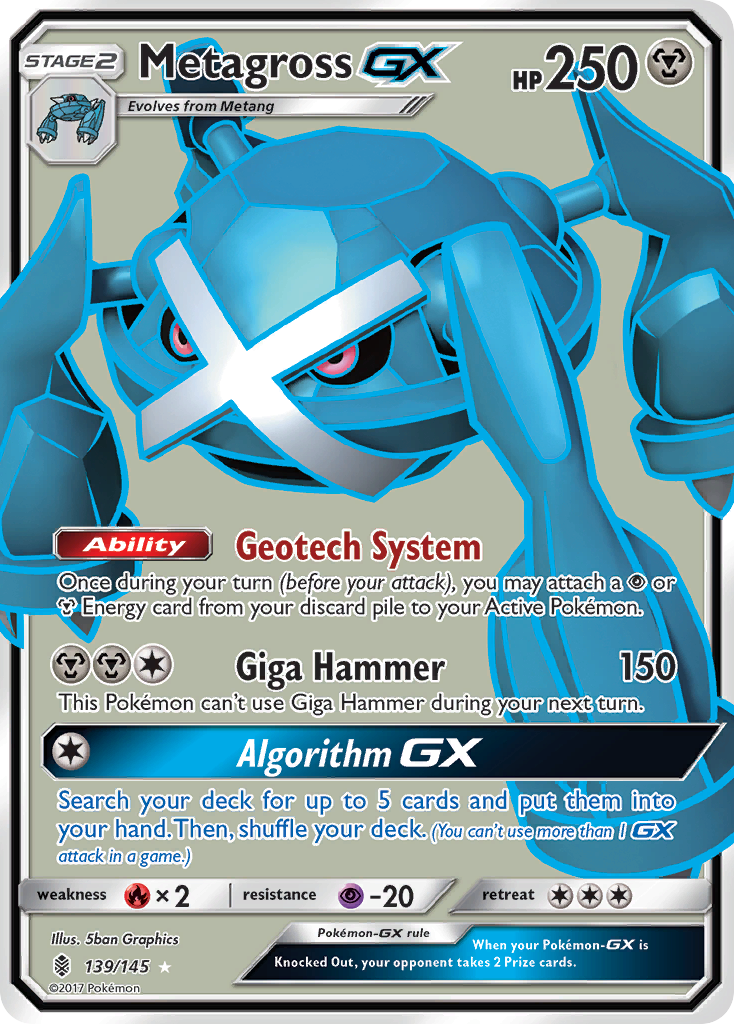 STAGE2 Metagross GX HP250
Evolves from Metang
Ability Geotech System
Once during your turn (before your attack), you may attach a or
Energy card from your discard pile to your Active Pokémon.
Giga Hammer 150
This Pokémon can't use Giga Hammer during your next turn.
Algorithm GX
Search your deck for up to 5 cards and put them into
your hand. Then, shuffle your deck. (You can't use more than 1 GX
attack in a game.)
weakness ×2 resistance -20 retreat
Illus. 5ban Graphics
139/145
©2017 Pokémon
Pokémon-GX rule
When your Pokémon-GX is
Knocked Out, your opponent takes 2 Prize cards.